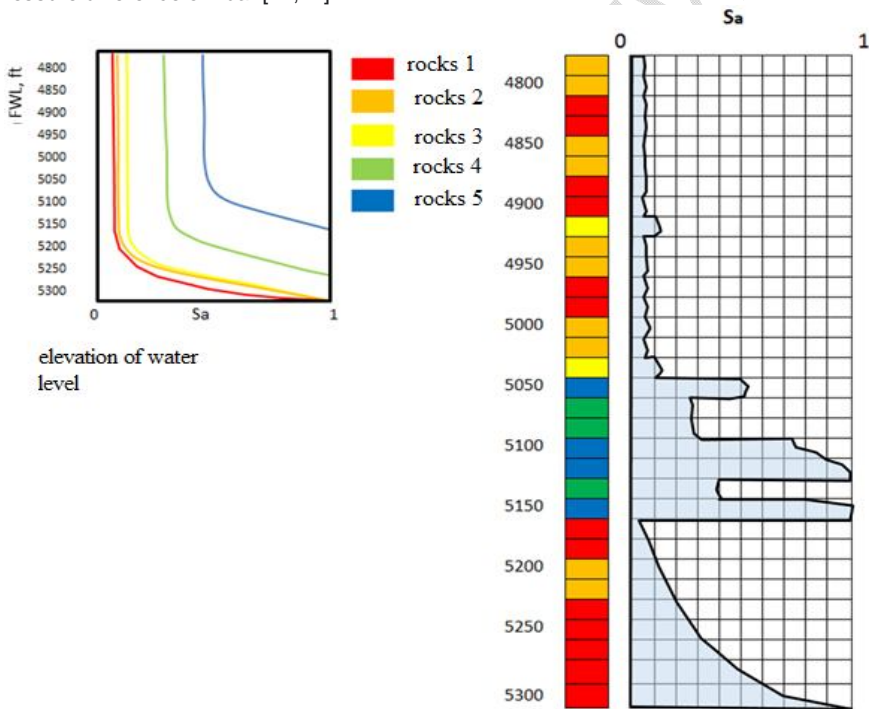 Sa
0 1
FWL, ft
4800
4850
4900
4950
5000
5050
5100
5150
5200
5250
5300
0 Sa 1
elevation of water
level
rocks 1
rocks 2
rocks 3
rocks 4
rocks 5
4800
4850
4900
4950
5000
5050
5100
5150
5200
5250
5300